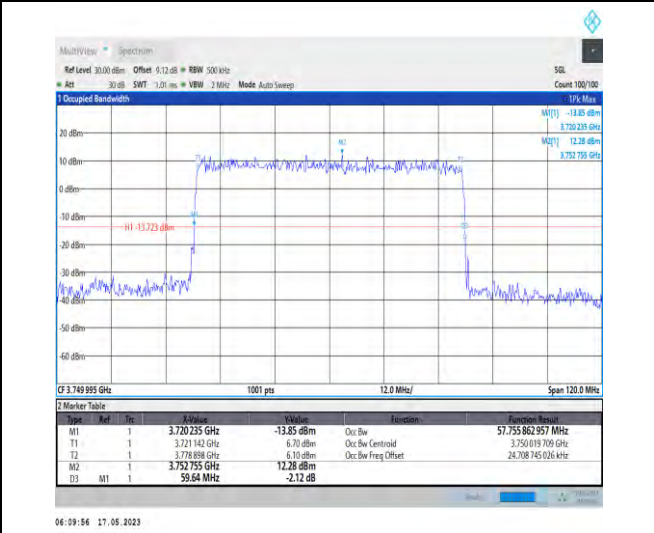 MultiView Spectrum
Ref Level 30.00 dBm Offset 9.12 dB RBW 500 kHz SGL
Att 30 dB SWT 1.01 ms VBW 2 MHz Mode Auto Sweep Count 100/100
1 Occupied Bandwidth 1Pk Max
M1[1] -13.85 dBm
3.720 235 GHz
20 dBm
M2[1] 12.28 dBm
M2
3.752 755 GHz
10 dBm
0 dBm
M1
-10 dBm
H1 -13.723 dBm
-20 dBm
-30 dBm
-40 dBm
-50 dBm
-60 dBm
CF 3.749 995 GHz 1001 pts 12.0 MHz/ Span 120.0 MHz
2 Marker Table
Type Ref Trc X-Value Y-Value Function Function Result
M1 1 3.720 235 GHz -13.85 dBm Occ Bw 57.755 862 957 MHz
T1 1 3.721 142 GHz 6.70 dBm Occ Bw Centroid 3.750 019 709 GHz
T2 1 3.778 898 GHz 6.10 dBm Occ Bw Freq Offset 24.708 745 026 kHz
M2 1 3.752 755 GHz 12.28 dBm
D3 M1 1 59.64 MHz -2.12 dB
06:09:56 17.05.2023